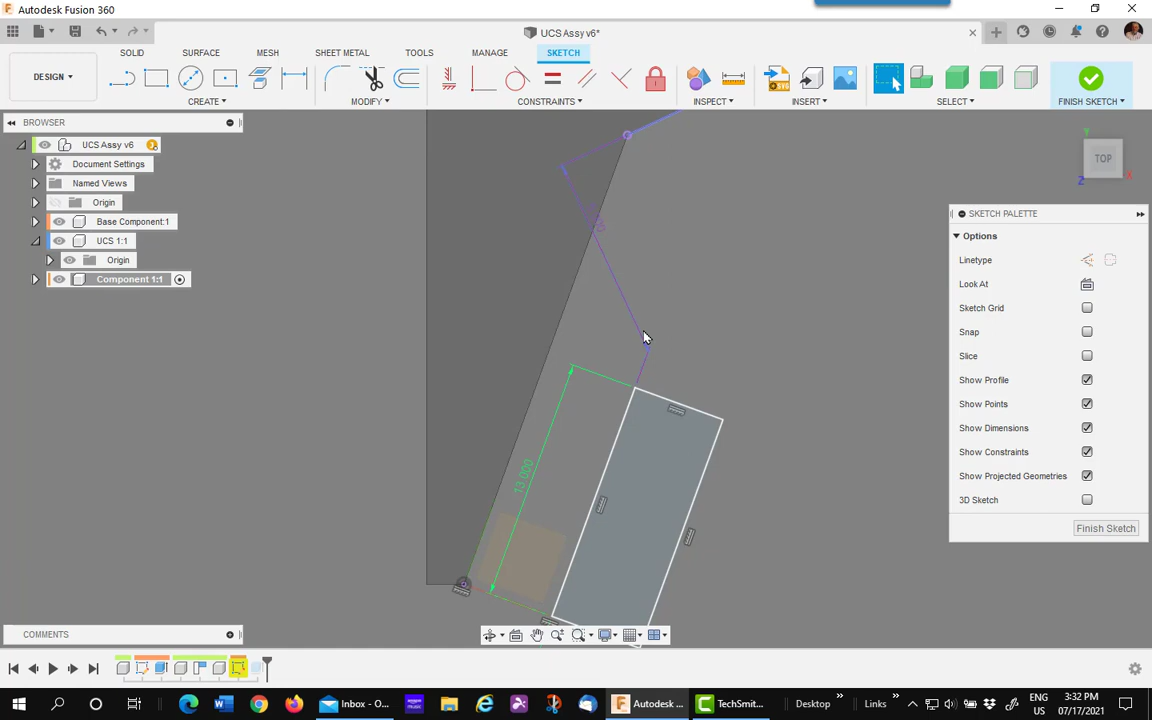 Autodesk Fusion 360
UCS Assy v6*
DESIGN
SOLID
SURFACE
MESH
SHEET METAL
TOOLS
MANAGE
SKETCH
CREATE
MODIFY
CONSTRAINTS
INSPECT
INSERT
SELECT
FINISH SKETCH
BROWSER
UCS Assy v6
Document Settings
Named Views
Origin
Base Component:1
UCS 1:1
Origin
Component 1:1
Y
TOP
Z
X
SKETCH PALETTE
Options
Linetype
Look At
Sketch Grid
Snap
Slice
Show Profile
Show Points
Show Dimensions
Show Constraints
Show Projected Geometries
3D Sketch
Finish Sketch
13.000
COMMENTS
Inbox - O...
Autodesk ...
TechSmit...
Desktop
Links
ENG
US
3:32 PM
07/17/2021